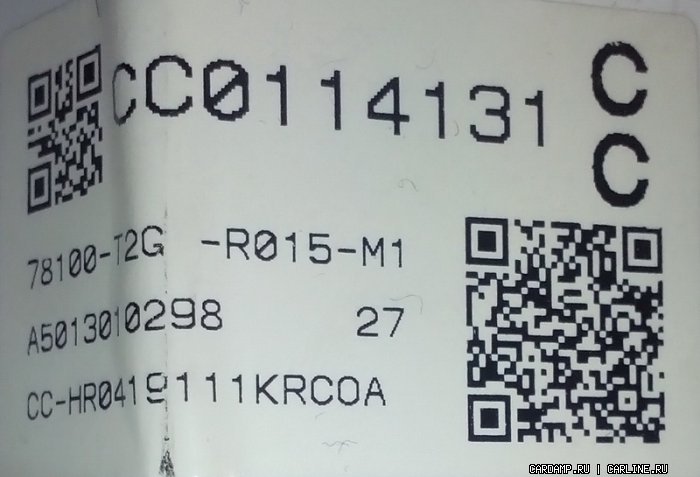 CC0114131
C
C
78100-T2G -R015-M1
A5013010298 27
CC-HR0419111KRCOA
CARDAMP.RU | CARLINE.RU